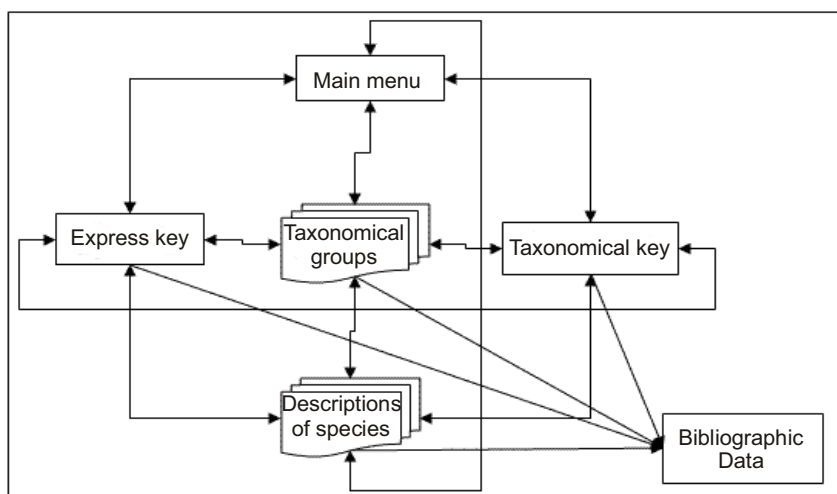 Main menu
Express key
Taxonomical
groups
Taxonomical key
Descriptions
of species
Bibliographic
Data